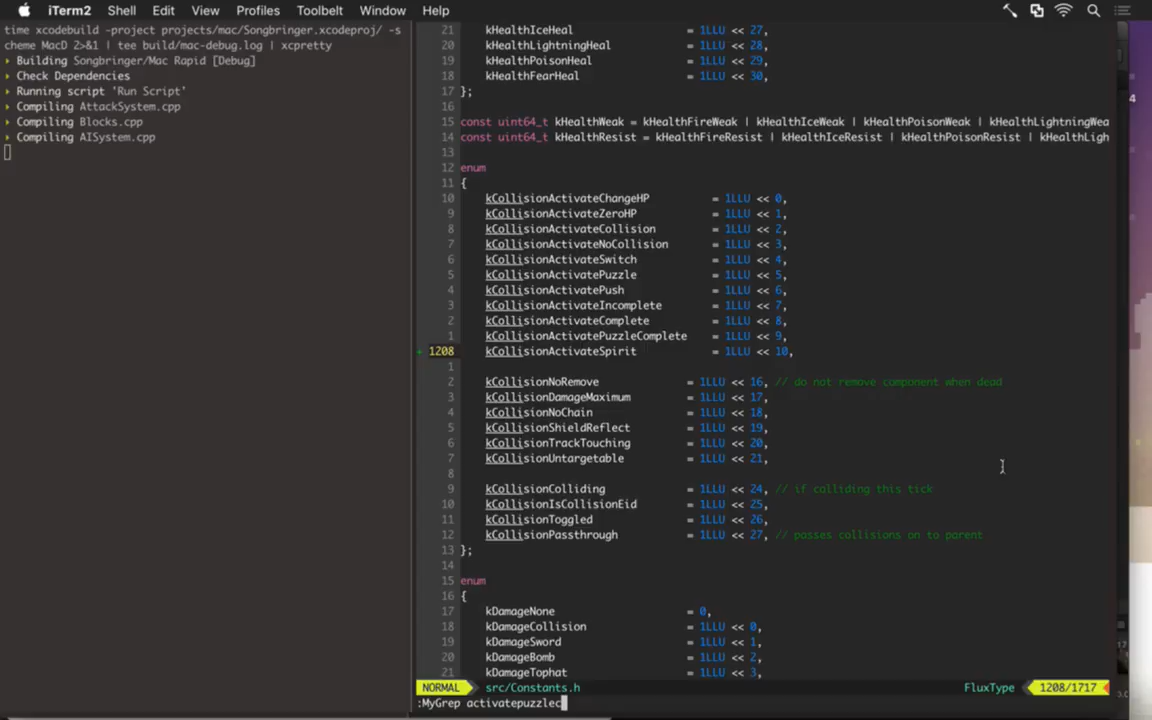 iTerm2 Shell Edit View Profiles Toolbelt Window Help
time xcodebuild -project projects/mac/Songbringer.xcodeproj/ -s
cheme MacD 2>&1 | tee build/mac-debug.log | xcpretty
▸ Building Songbringer/Mac Rapid [Debug]
▸ Check Dependencies
▸ Running script 'Run Script'
▸ Compiling AttackSystem.cpp
▸ Compiling Blocks.cpp
▸ Compiling AISystem.cpp
21 kHealthIceHeal = 1LLU << 27,
20 kHealthLightningHeal = 1LLU << 28,
19 kHealthPoisonHeal = 1LLU << 29,
18 kHealthFearHeal = 1LLU << 30,
17 };
16
15 const uint64_t kHealthWeak = kHealthFireWeak | kHealthIceWeak | kHealthPoisonWeak | kHealthLightningWea
14 const uint64_t kHealthResist = kHealthFireResist | kHealthIceResist | kHealthPoisonResist | kHealthLigh
13
12 enum
11 {
10 kCollisionActivateChangeHP = 1LLU << 0,
9 kCollisionActivateZeroHP = 1LLU << 1,
8 kCollisionActivateCollision = 1LLU << 2,
7 kCollisionActivateNoCollision = 1LLU << 3,
6 kCollisionActivateSwitch = 1LLU << 4,
5 kCollisionActivatePuzzle = 1LLU << 5,
4 kCollisionActivatePush = 1LLU << 6,
3 kCollisionActivateIncomplete = 1LLU << 7,
2 kCollisionActivateComplete = 1LLU << 8,
1 kCollisionActivatePuzzleComplete = 1LLU << 9,
+ 1208 kCollisionActivateSpirit = 1LLU << 10,
1
2 kCollisionNoRemove = 1LLU << 16, // do not remove component when dead
3 kCollisionDamageMaximum = 1LLU << 17,
4 kCollisionNoChain = 1LLU << 18,
5 kCollisionShieldReflect = 1LLU << 19,
6 kCollisionTrackTouching = 1LLU << 20,
7 kCollisionUntargetable = 1LLU << 21,
8
9 kCollisionColliding = 1LLU << 24, // if colliding this tick
10 kCollisionIsCollisionEid = 1LLU << 25,
11 kCollisionToggled = 1LLU << 26,
12 kCollisionPassthrough = 1LLU << 27, // passes collisions on to parent
13 };
14
15 enum
16 {
17 kDamageNone = 0,
18 kDamageCollision = 1LLU << 0,
19 kDamageSword = 1LLU << 1,
20 kDamageBomb = 1LLU << 2,
21 kDamageTophat = 1LLU << 3,
NORMAL src/Constants.h FluxType 1208/1717
:MyGrep activatepuzzlec
4